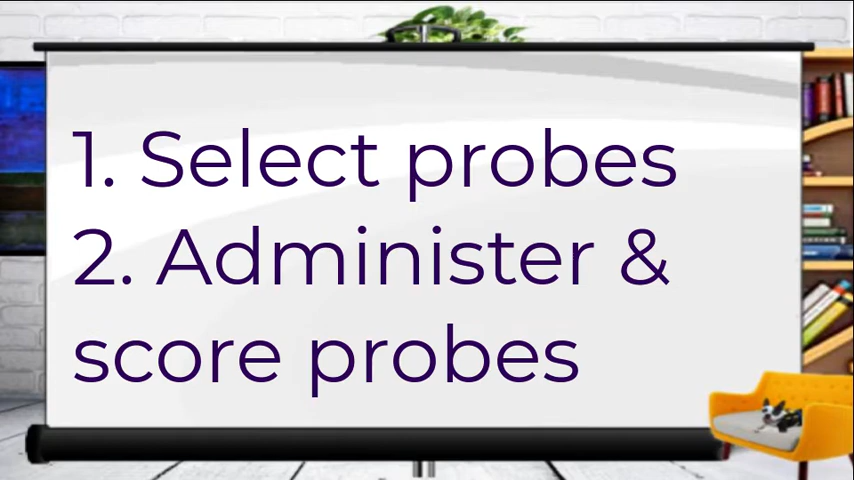 1. Select probes
2. Administer &
score probes